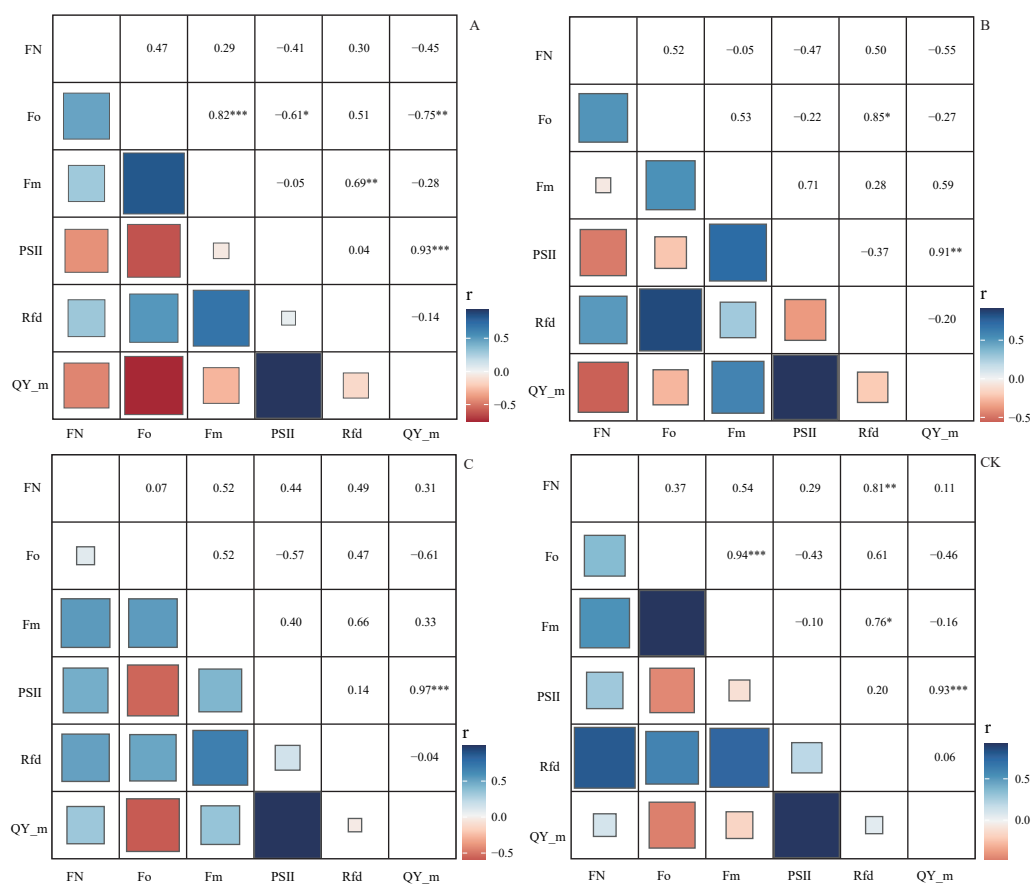 A
FN 0.47 0.29 −0.41 0.30 −0.45
Fo 0.82*** −0.61* 0.51 −0.75**
Fm −0.05 0.69** −0.28
PSII 0.04 0.93***
Rfd −0.14
QY_m
FN Fo Fm PSII Rfd QY_m
r
0.5
0.0
−0.5
B
FN 0.52 −0.05 −0.47 0.50 −0.55
Fo 0.53 −0.22 0.85* −0.27
Fm 0.71 0.28 0.59
PSII −0.37 0.91**
Rfd −0.20
QY_m
FN Fo Fm PSII Rfd QY_m
r
0.5
0.0
−0.5
C
FN 0.07 0.52 0.44 0.49 0.31
Fo 0.52 −0.57 0.47 −0.61
Fm 0.40 0.66 0.33
PSII 0.14 0.97***
Rfd −0.04
QY_m
FN Fo Fm PSII Rfd QY_m
r
0.5
0.0
−0.5
CK
FN 0.37 0.54 0.29 0.81** 0.11
Fo 0.94*** −0.43 0.61 −0.46
Fm −0.10 0.76* −0.16
PSII 0.20 0.93***
Rfd 0.06
QY_m
FN Fo Fm PSII Rfd QY_m
r
0.5
0.0